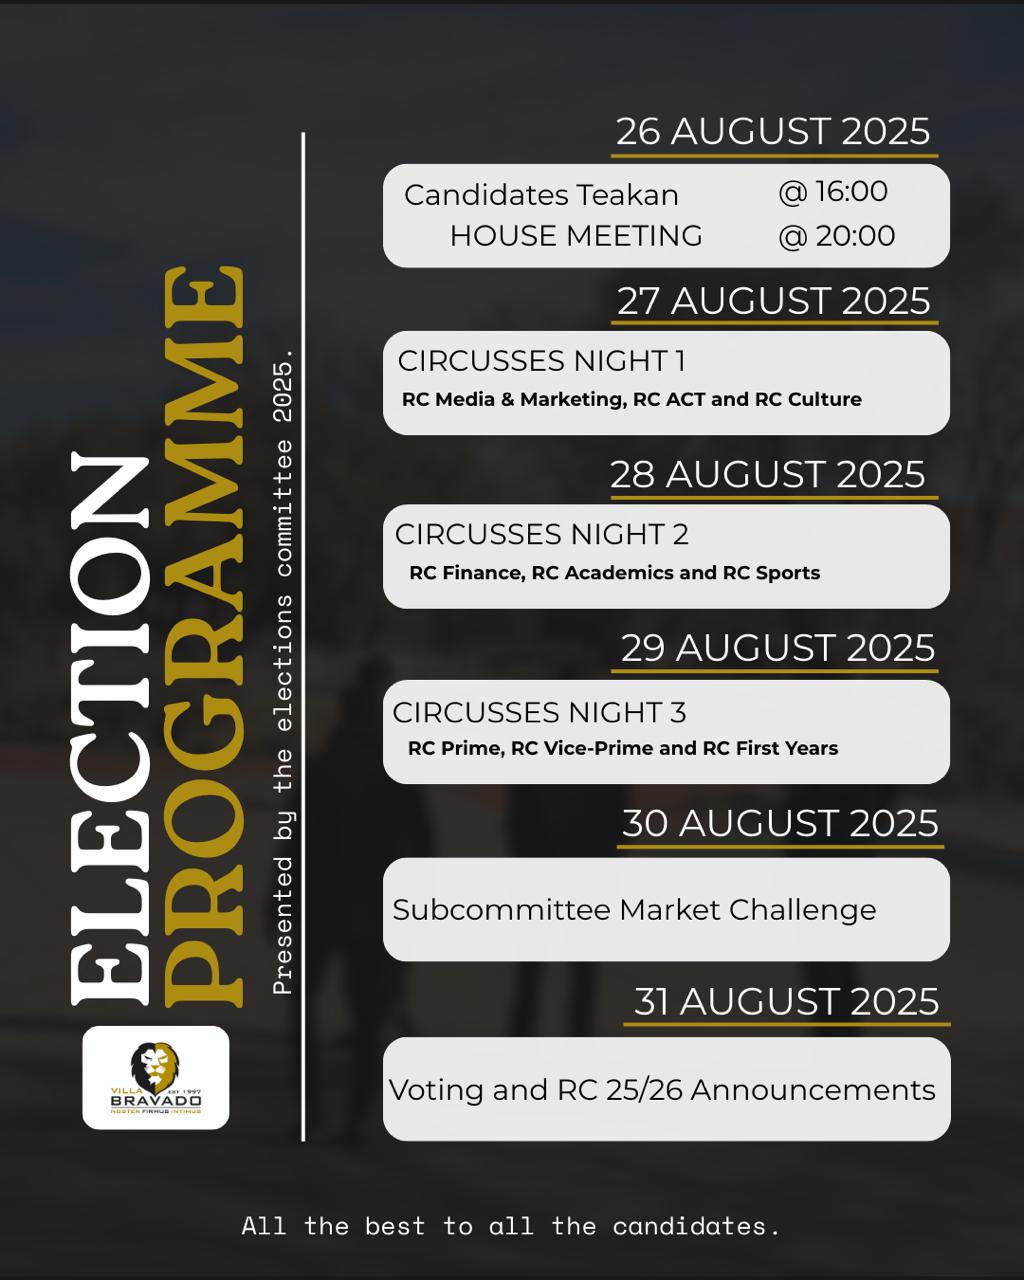 ELECTION
PROGRAMME
Presented by the elections committee 2025.
26 AUGUST 2025
Candidates Teakan @ 16:00
HOUSE MEETING @ 20:00
27 AUGUST 2025
CIRCUSSES NIGHT 1
RC Media & Marketing, RC ACT and RC Culture
28 AUGUST 2025
CIRCUSSES NIGHT 2
RC Finance, RC Academics and RC Sports
29 AUGUST 2025
CIRCUSSES NIGHT 3
RC Prime, RC Vice-Prime and RC First Years
30 AUGUST 2025
Subcommittee Market Challenge
31 AUGUST 2025
Voting and RC 25/26 Announcements
VILLA EST 1997
BRAVADO
NOSTER FIRMUS INTIMUS
All the best to all the candidates.